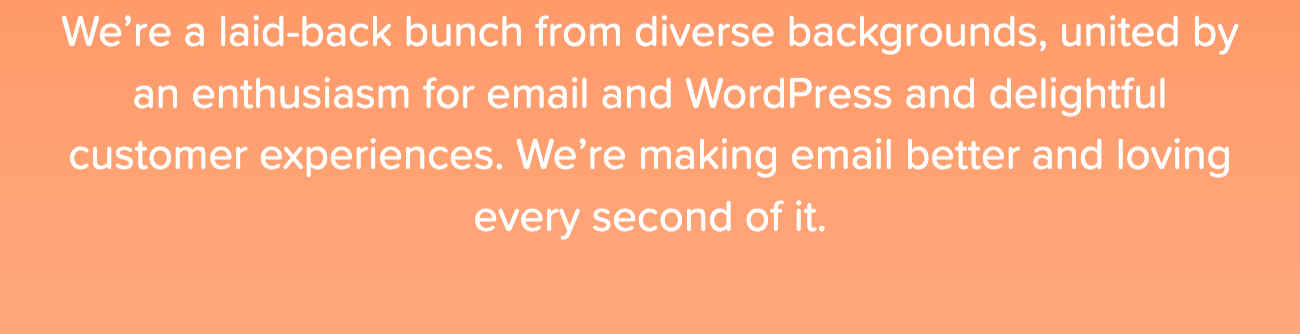 We’re a laid-back bunch from diverse backgrounds, united by
an enthusiasm for email and WordPress and delightful
customer experiences. We’re making email better and loving
every second of it.